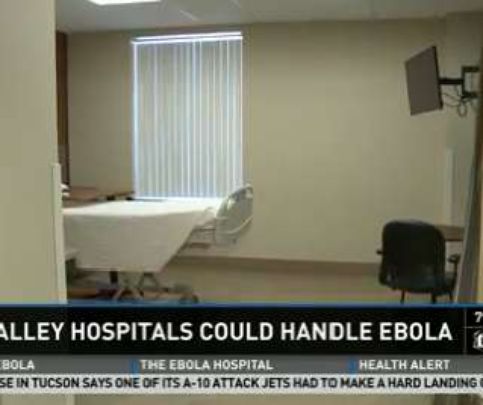 ALLEY HOSPITALS COULD HANDLE EBOLA
EBOLA THE EBOLA HOSPITAL HEALTH ALERT
SE IN TUCSON SAYS ONE OF ITS A-10 ATTACK JETS HAD TO MAKE A HARD LANDING